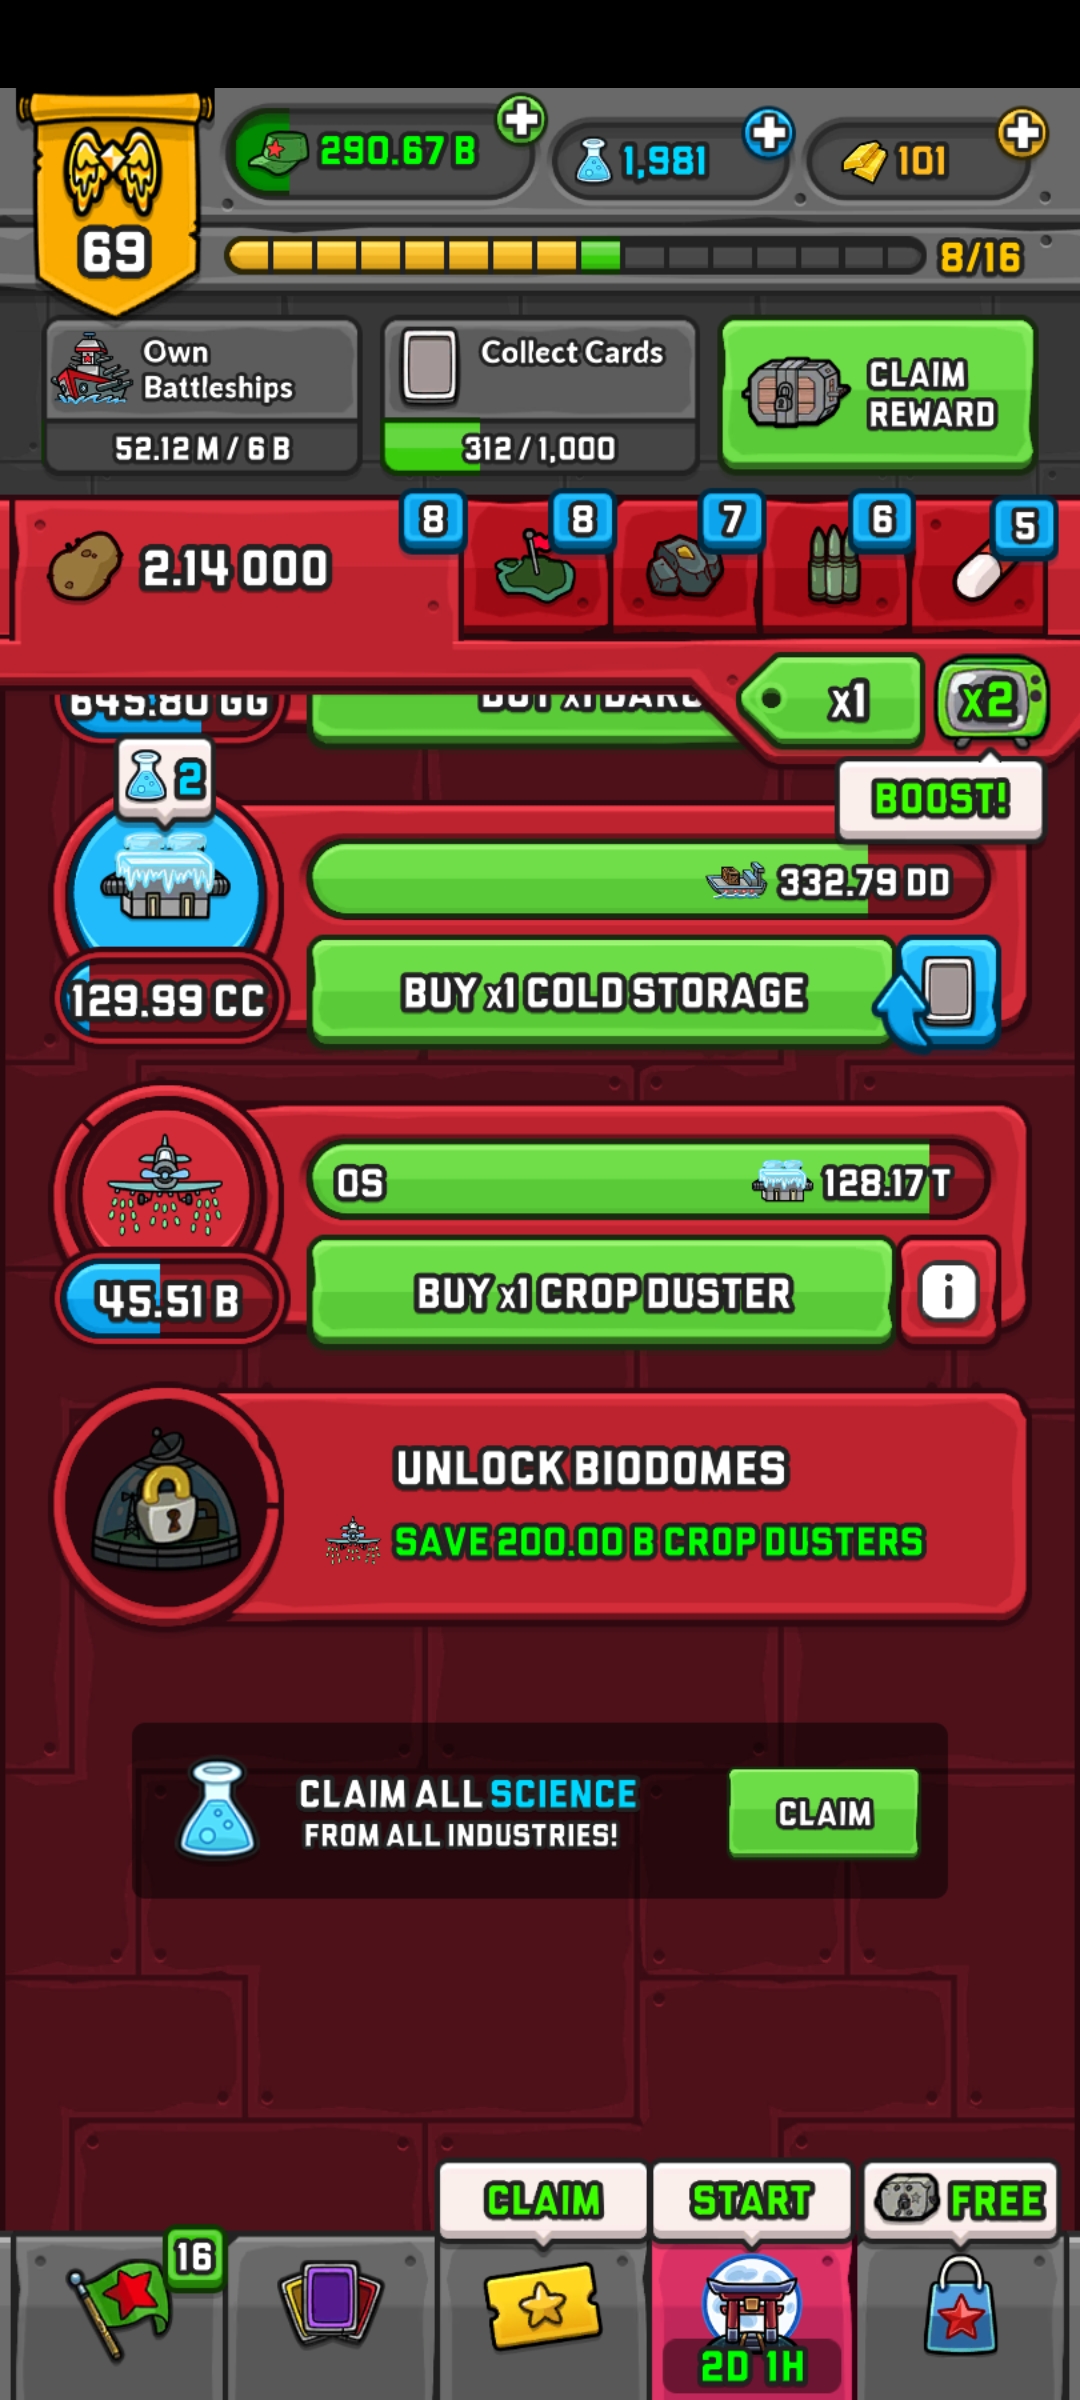 290.67 B
1,981
101
69
8/16
Own
Battleships
52.12 M / 6 B
Collect Cards
312 / 1,000
CLAIM
REWARD
2.14 000
8
8
7
6
5
645.80 GG
x1
x2
BOOST!
2
332.79 DD
129.99 CC
BUY x1 COLD STORAGE
0S
128.17 T
45.51 B
BUY x1 CROP DUSTER
i
UNLOCK BIODOMES
SAVE 200.00 B CROP DUSTERS
CLAIM ALL SCIENCE
FROM ALL INDUSTRIES!
CLAIM
CLAIM
START
FREE
16
2D 1H